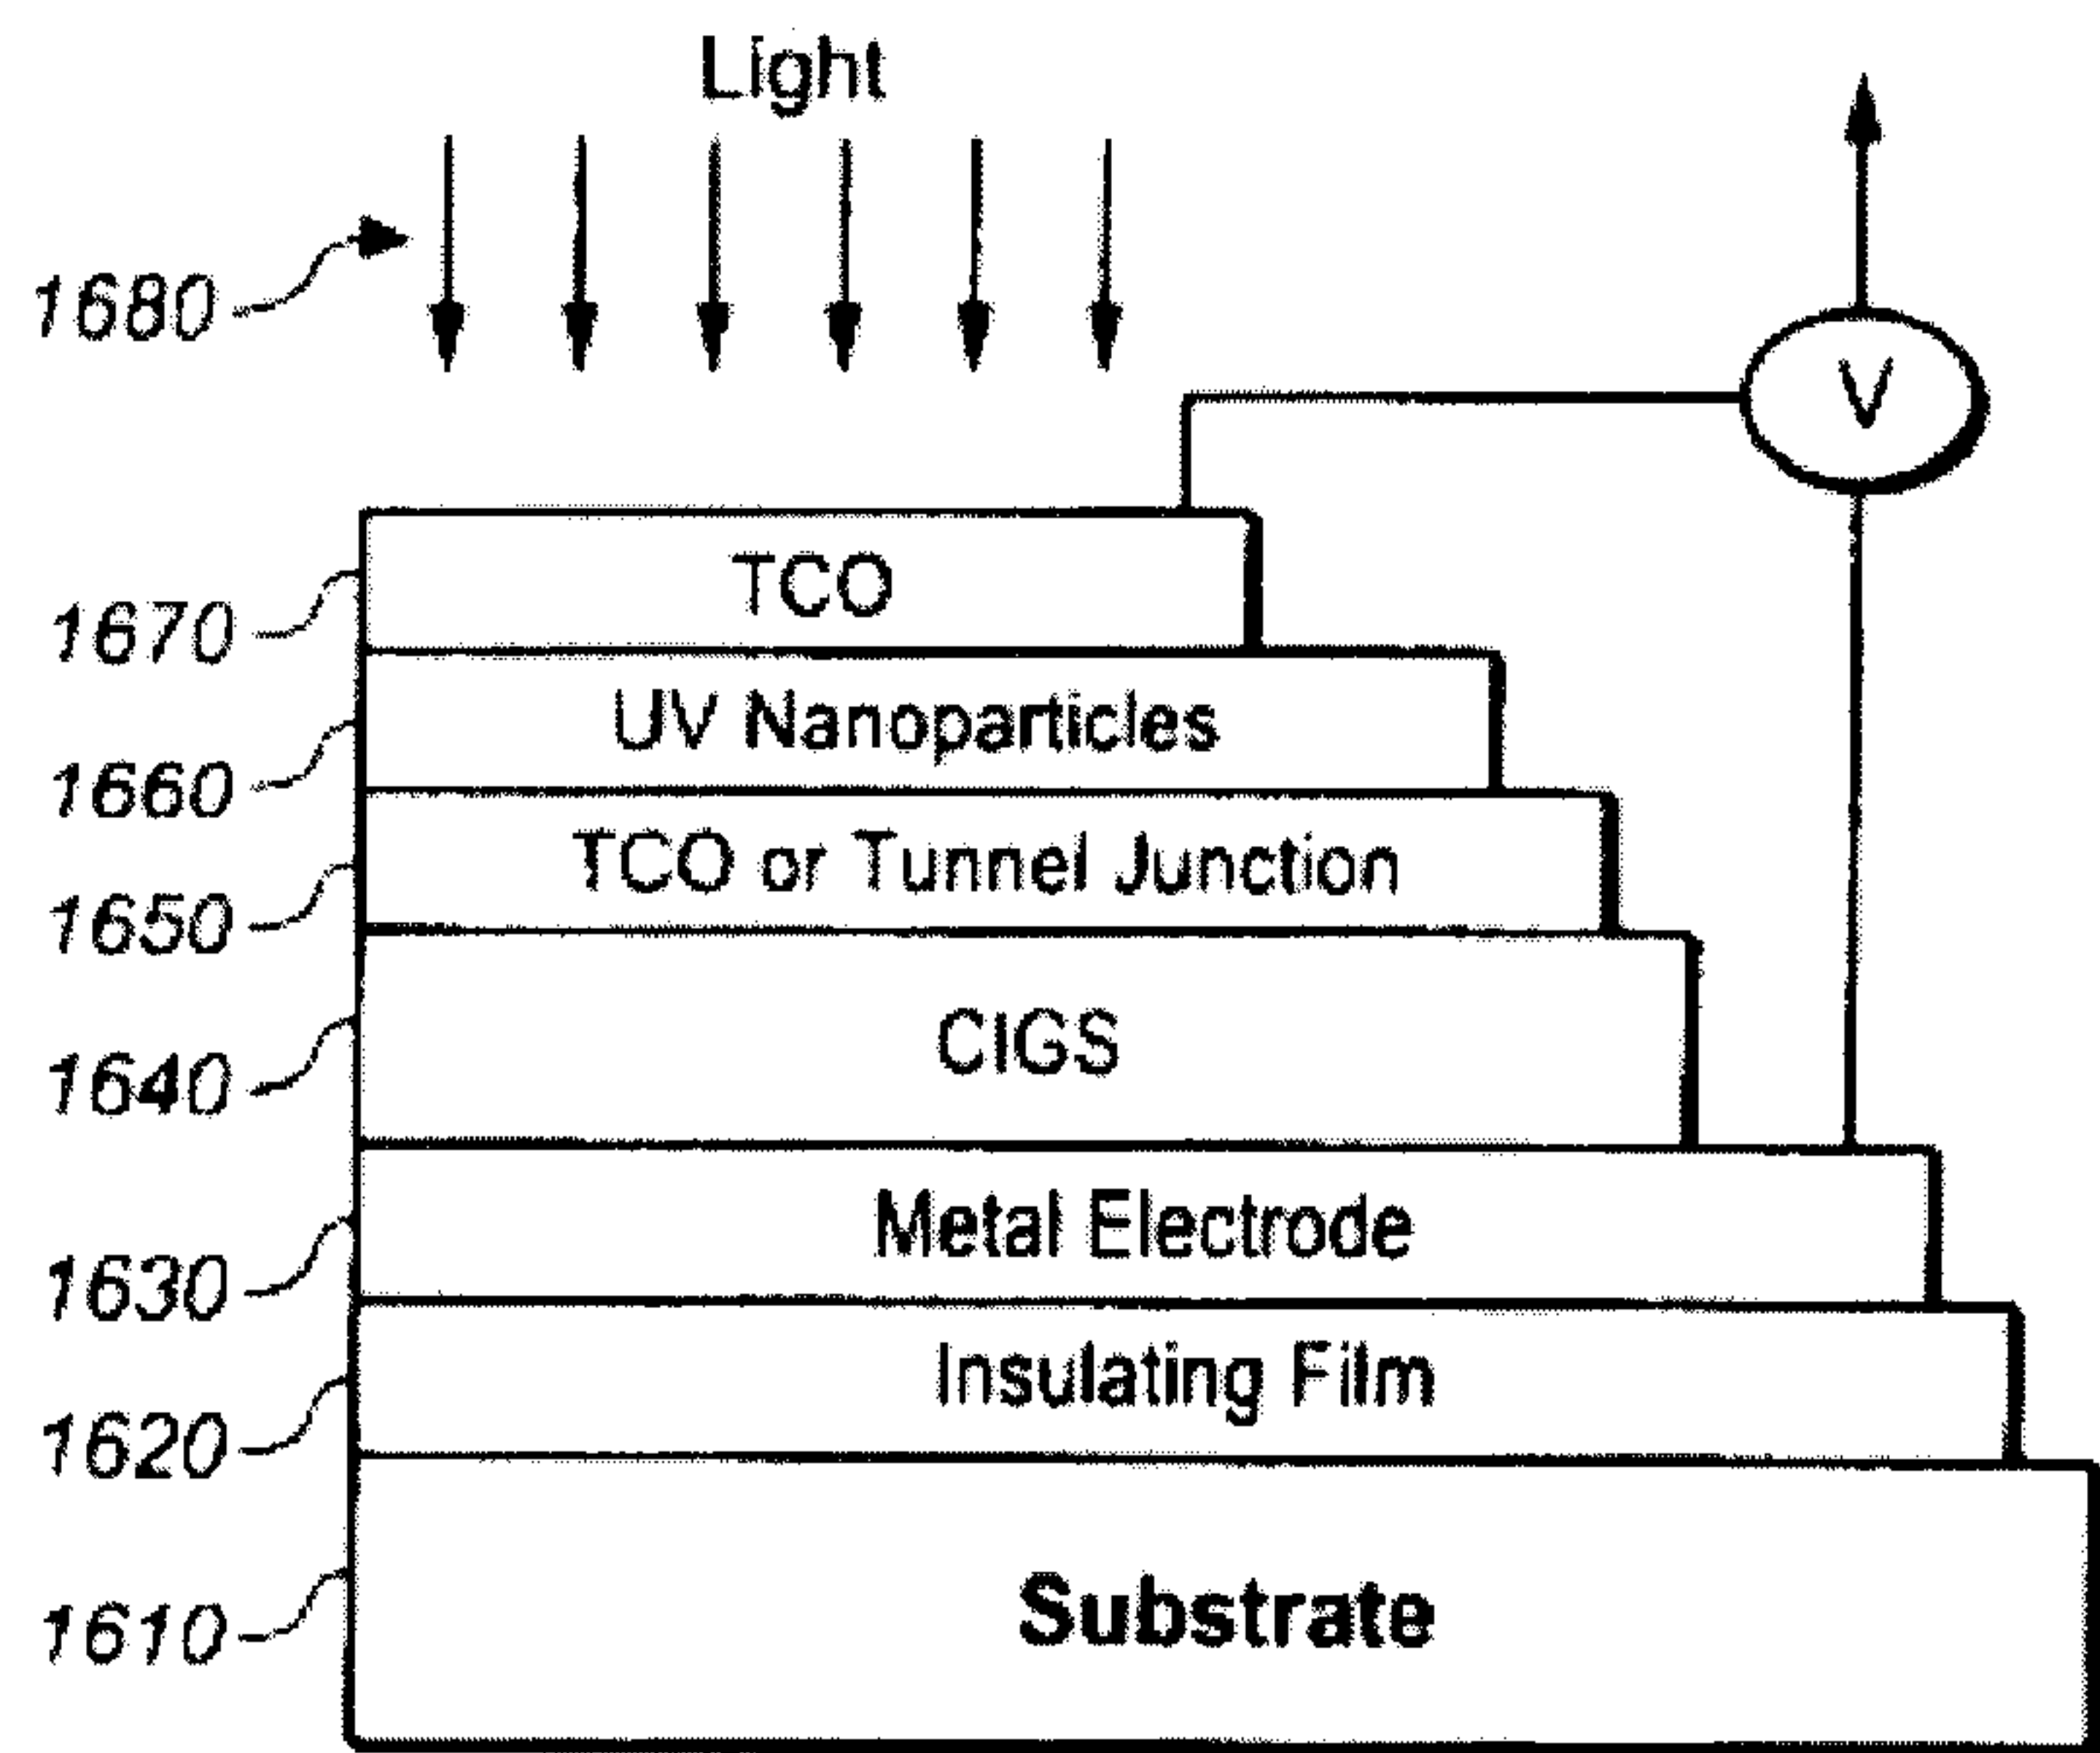 Light
1680
V
TCO
1670
UV Nanoparticles
1660
TCO or Tunnel Junction
1650
CIGS
1640
Metal Electrode
1630
Insulating Film
1620
Substrate
1610